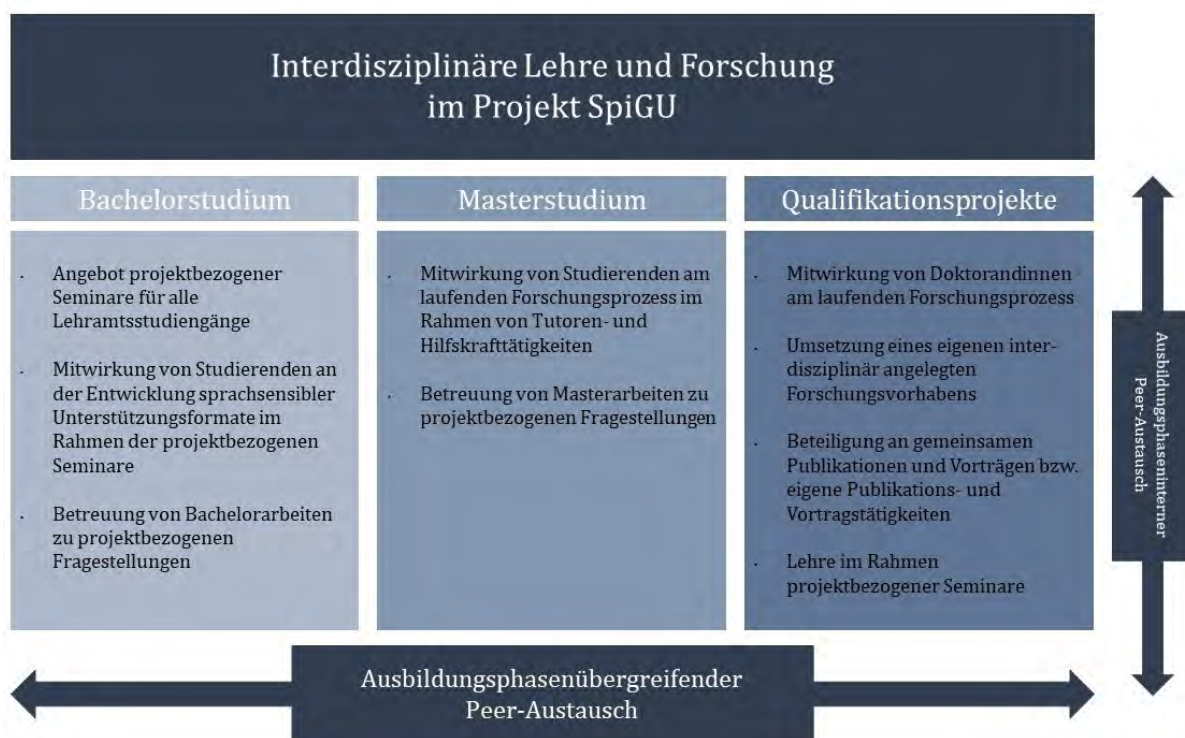 Interdisziplinäre Lehre und Forschung
im Projekt SpiGU
Bachelorstudium
· Angebot projektbezogener
Seminare für alle
Lehramtsstudiengänge
· Mitwirkung von Studierenden an
der Entwicklung sprachsensibler
Unterstützungsformate im
Rahmen der projektbezogenen
Seminare
· Betreuung von Bachelorarbeiten
zu projektbezogenen
Fragestellungen
Masterstudium
· Mitwirkung von Studierenden am
laufenden Forschungsprozess im
Rahmen von Tutoren- und
Hilfskrafttätigkeiten
· Betreuung von Masterarbeiten zu
projektbezogenen Fragestellungen
Qualifikationsprojekte
· Mitwirkung von Doktorandinnen
am laufenden Forschungsprozess
· Umsetzung eines eigenen inter-
disziplinär angelegten
Forschungsvorhabens
· Beteiligung an gemeinsamen
Publikationen und Vorträgen bzw.
eigene Publikations- und
Vortragstätigkeiten
· Lehre im Rahmen
projektbezogener Seminare
Ausbildungsphaseninterner
Peer-Austausch
Ausbildungsphasenübergreifender
Peer-Austausch